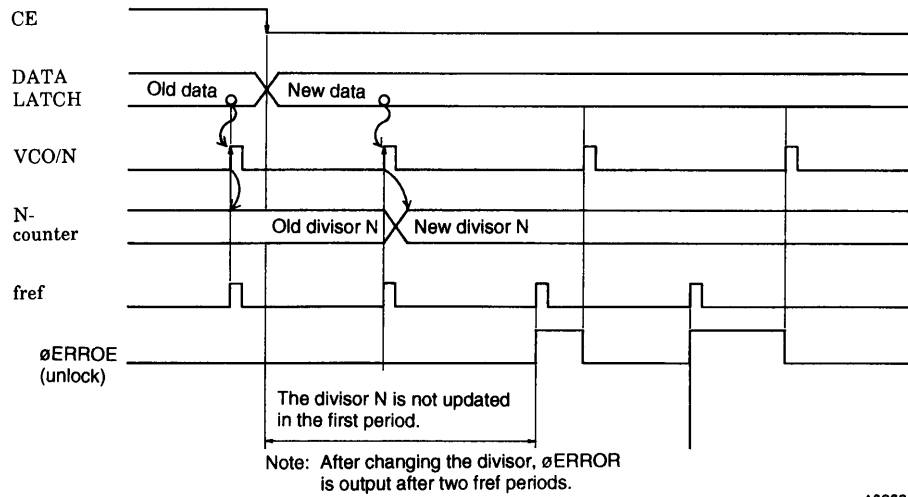 CE
DATA
LATCH
Old data
New data
VCO/N
N-
counter
Old divisor N
New divisor N
fref
øERROE
(unlock)
The divisor N is not updated
in the first period.
Note: After changing the divisor, øERROR
is output after two fref periods.